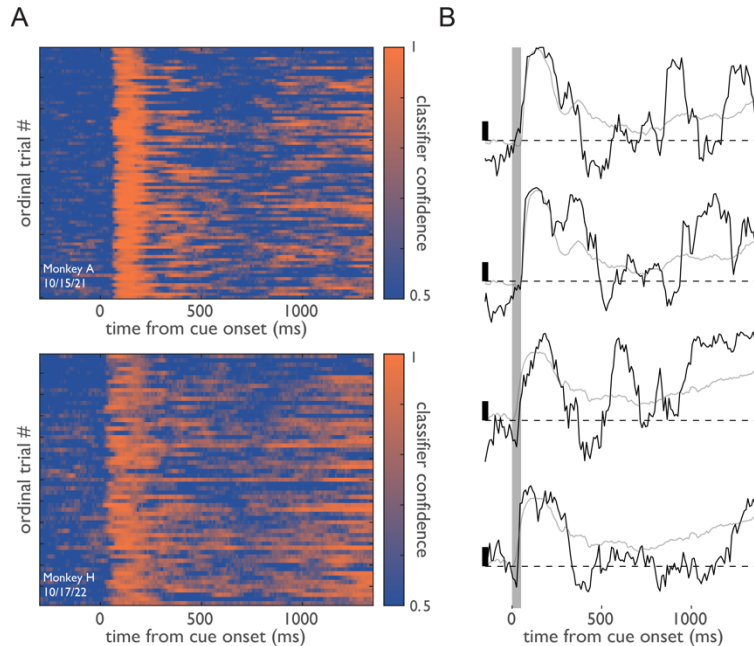 A
ordinal trial #
Monkey A
10/15/21
0 500 1000
time from cue onset (ms)
1
classifier confidence
0.5
ordinal trial #
Monkey H
10/17/22
0 500 1000
time from cue onset (ms)
1
classifier confidence
0.5
B
0 500 1000
time from cue onset (ms)